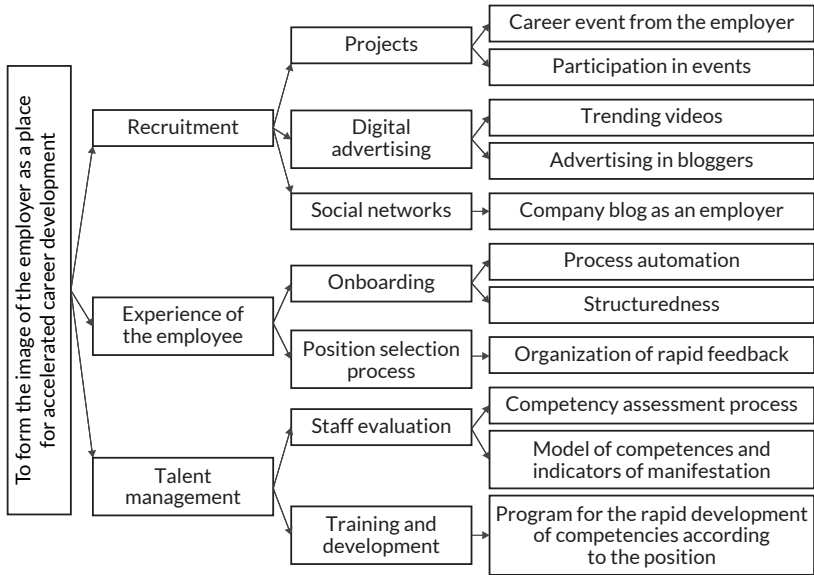 To form the image of the employer as a place
for accelerated career development
Recruitment
Projects
Career event from the employer
Participation in events
Digital
advertising
Trending videos
Advertising in bloggers
Social networks
Company blog as an employer
Experience of
the employee
Onboarding
Process automation
Structuredness
Position selection
process
Organization of rapid feedback
Talent
management
Staff evaluation
Competency assessment process
Model of competences and
indicators of manifestation
Training and
development
Program for the rapid development
of competencies according
to the position